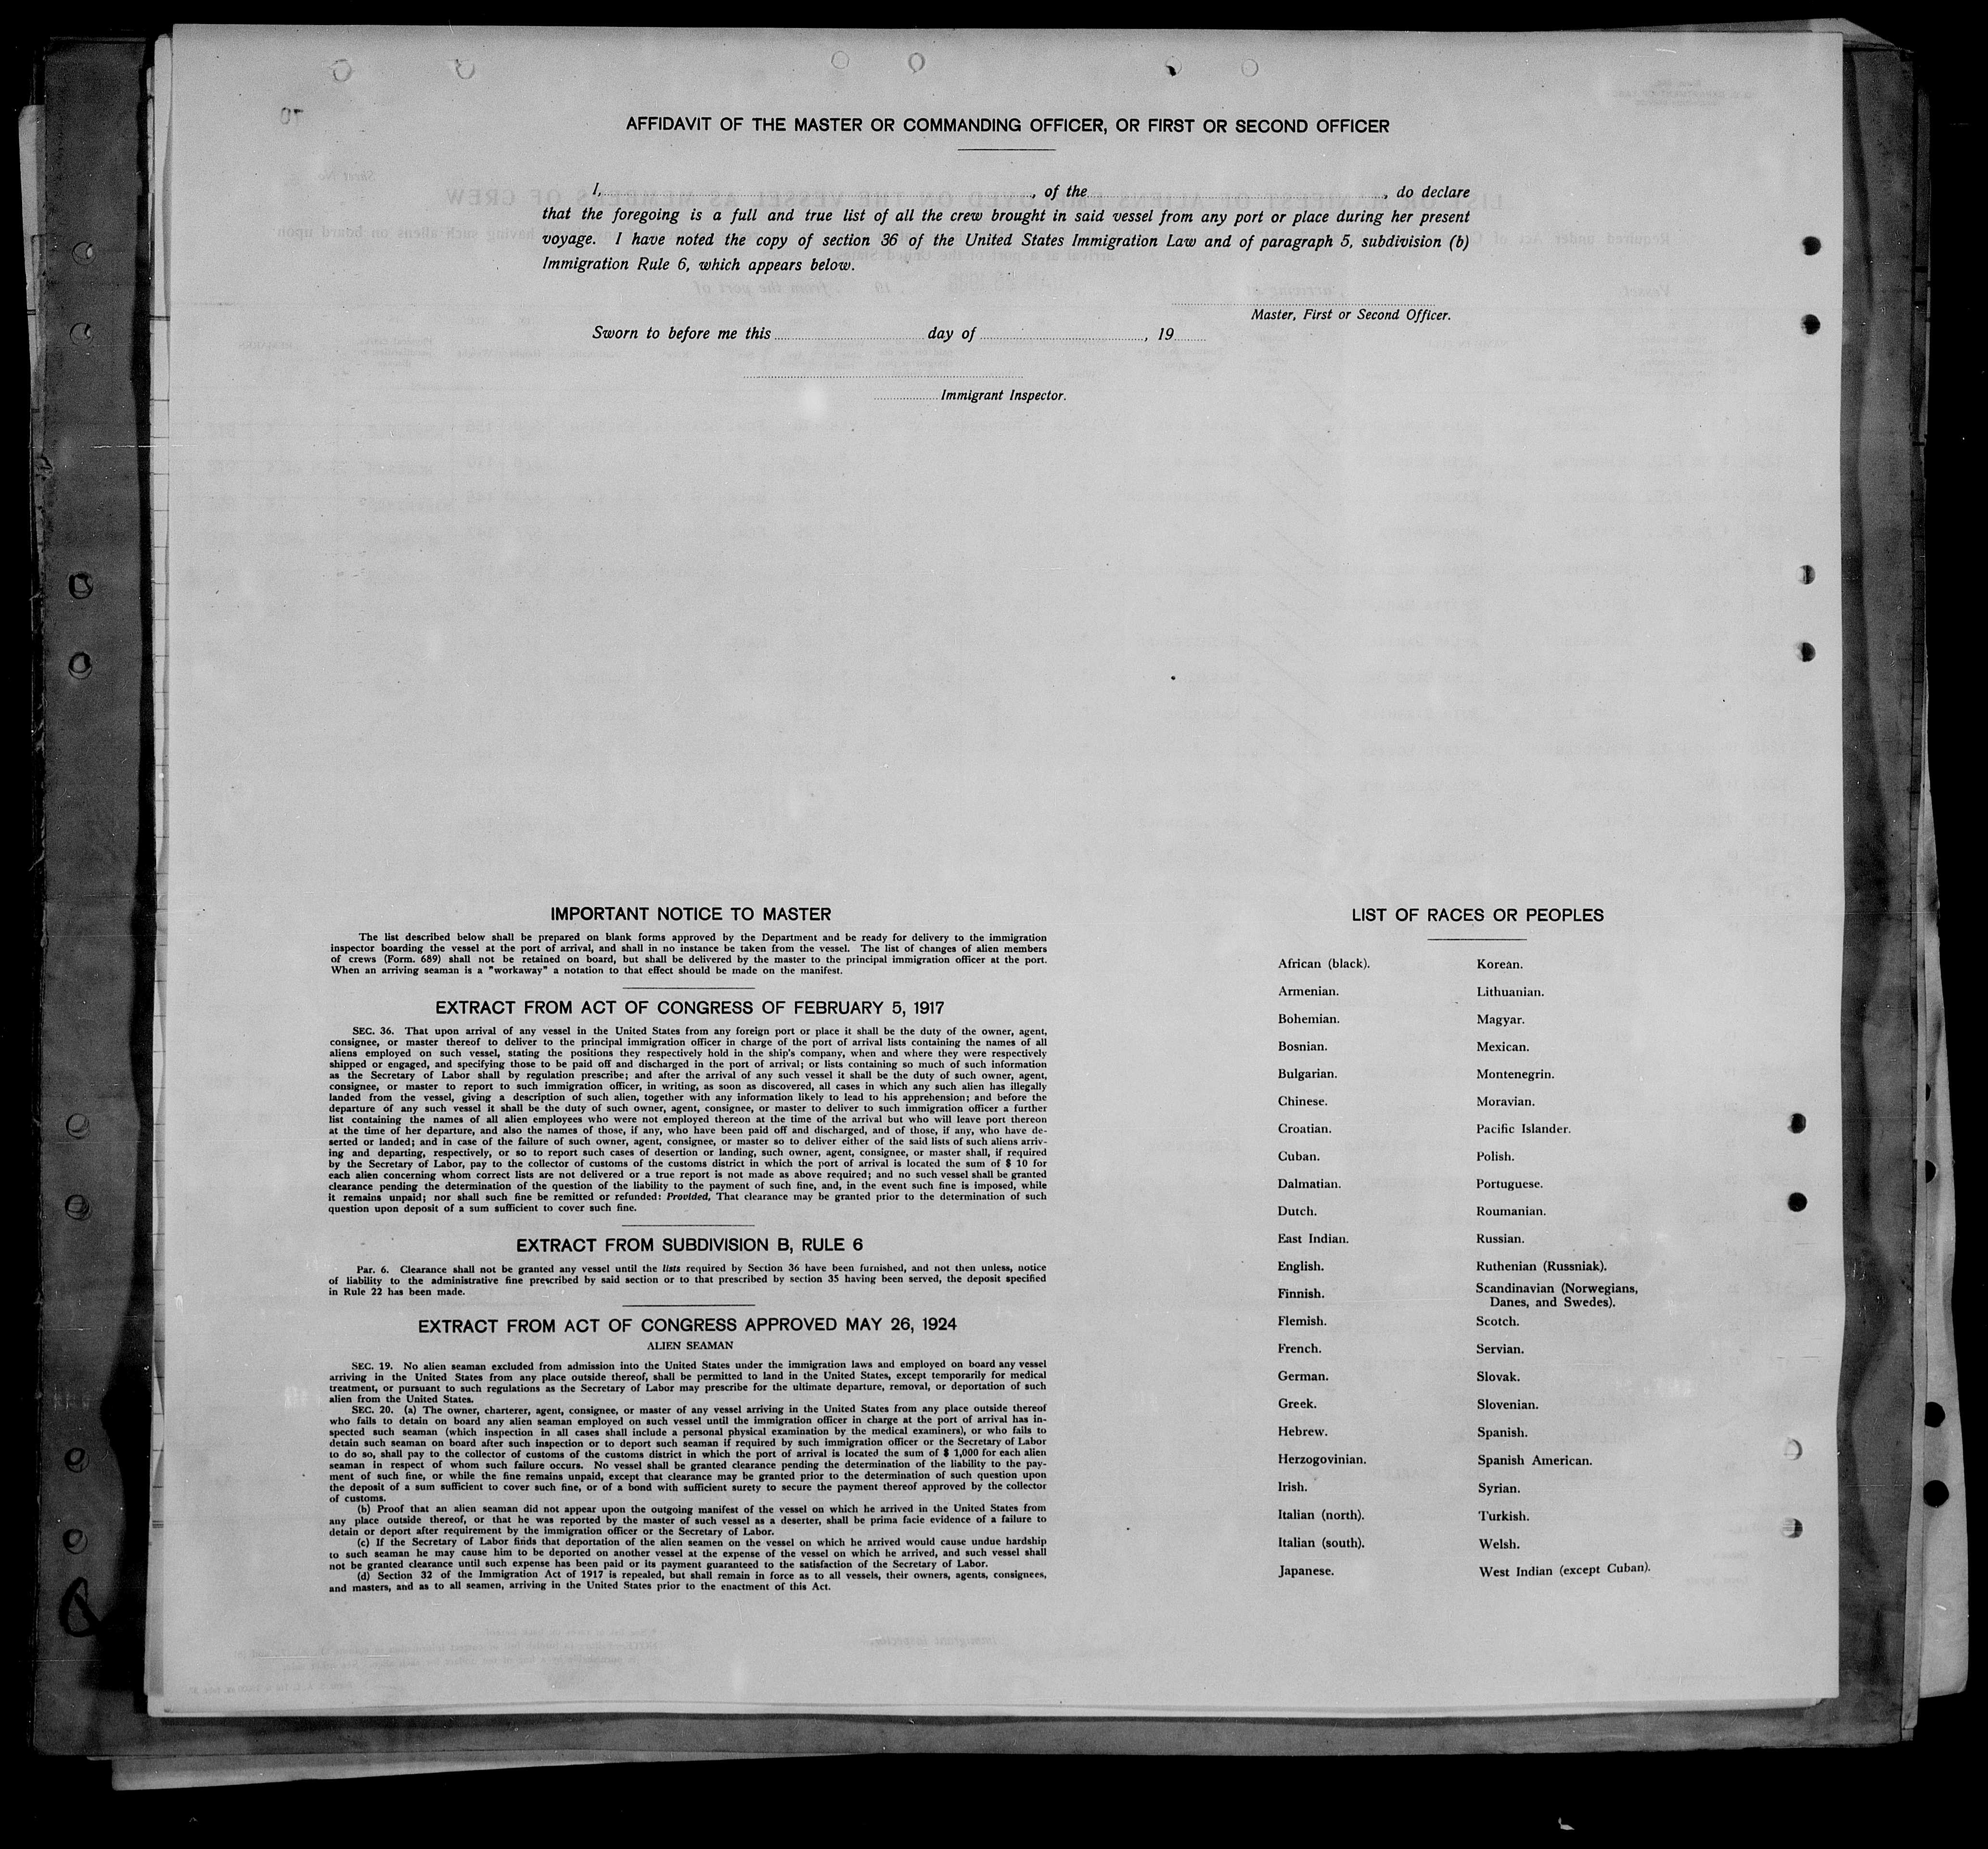 AFFIDAVIT OF THE MASTER OR COMMANDING OFFICER, OR FIRST OR SECOND OFFICER
I, , of the , do declare
that the foregoing is a full and true list of all the crew brought in said vessel from any port or place during her present
voyage. I have noted the copy of section 36 of the United States Immigration Law and of paragraph 5, subdivision (b)
Immigration Rule 6, which appears below.
Master, First or Second Officer.
Sworn to before me this day of , 19
Immigrant Inspector.
IMPORTANT NOTICE TO MASTER
The list described below shall be prepared on blank forms approved by the Department and be ready for delivery to the immigration
inspector boarding the vessel at the port of arrival, and shall in no instance be taken from the vessel. The list of changes of alien members
of crews (Form. 689) shall not be retained on board, but shall be delivered by the master to the principal immigration officer at the port.
When an arriving seaman is a "workaway" a notation to that effect should be made on the manifest.
EXTRACT FROM ACT OF CONGRESS OF FEBRUARY 5, 1917
SEC. 36. That upon arrival of any vessel in the United States from any foreign port or place it shall be the duty of the owner, agent,
consignee, or master thereof to deliver to the principal immigration officer in charge of the port of arrival lists containing the names of all
aliens employed on such vessel, stating the positions they respectively hold in the ship's company, when and where they were respectively
shipped or engaged, and specifying those to be paid off and discharged in the port of arrival; or lists containing so much of such information
as the Secretary of Labor shall by regulation prescribe; and after the arrival of any such vessel it shall be the duty of such owner, agent,
consignee, or master to report to such immigration officer, in writing, as soon as discovered, all cases in which any such alien has illegally
landed from the vessel, giving a description of such alien, together with any information likely to lead to his apprehension; and before the
departure of any such vessel it shall be the duty of such owner, agent, consignee, or master to deliver to such immigration officer a further
list containing the names of all alien employees who were not employed thereon at the time of the arrival but who will leave port thereon
at the time of her departure, and also the names of those, if any, who have been paid off and discharged, and of those, if any, who have de-
serted or landed; and in case of the failure of such owner, agent, consignee, or master so to deliver either of the said lists of such aliens arriv-
ing and departing, respectively, or so to report such cases of desertion or landing, such owner, agent, consignee, or master shall, if required
by the Secretary of Labor, pay to the collector of customs of the customs district in which the port of arrival is located the sum of $ 10 for
each alien concerning whom correct lists are not delivered or a true report is not made as above required; and no such vessel shall be granted
clearance pending the determination of the question of the liability to the payment of such fine, and, in the event such fine is imposed, while
it remains unpaid; nor shall such fine be remitted or refunded: Provided, That clearance may be granted prior to the determination of such
question upon deposit of a sum sufficient to cover such fine.
EXTRACT FROM SUBDIVISION B, RULE 6
Par. 6. Clearance shall not be granted any vessel until the lists required by Section 36 have been furnished, and not then unless, notice
of liability to the administrative fine prescribed by said section or to that prescribed by section 35 having been served, the deposit specified
in Rule 22 has been made.
EXTRACT FROM ACT OF CONGRESS APPROVED MAY 26, 1924
ALIEN SEAMAN
SEC. 19. No alien seaman excluded from admission into the United States under the immigration laws and employed on board any vessel
arriving in the United States from any place outside thereof, shall be permitted to land in the United States, except temporarily for medical
treatment, or pursuant to such regulations as the Secretary of Labor may prescribe for the ultimate departure, removal, or deportation of such
alien from the United States.
SEC. 20. (a) The owner, charterer, agent, consignee, or master of any vessel arriving in the United States from any place outside thereof
who fails to detain on board any alien seaman employed on such vessel until the immigration officer in charge at the port of arrival has in-
spected such seaman (which inspection in all cases shall include a personal physical examination by the medical examiners), or who fails to
detain such seaman on board after such inspection or to deport such seaman if required by such immigration officer or the Secretary of Labor
to do so, shall pay to the collector of customs of the customs district in which the port of arrival is located the sum of $ 1,000 for each alien
seaman in respect of whom such failure occurs. No vessel shall be granted clearance pending the determination of the liability to the pay-
ment of such fine, or while the fine remains unpaid, except that clearance may be granted prior to the determination of such question upon
the deposit of a sum sufficient to cover such fine, or of a bond with sufficient surety to secure the payment thereof approved by the collector
of customs.
(b) Proof that an alien seaman did not appear upon the outgoing manifest of the vessel on which he arrived in the United States from
any place outside thereof, or that he was reported by the master of such vessel as a deserter, shall be prima facie evidence of a failure to
detain or deport after requirement by the immigration officer or the Secretary of Labor.
(c) If the Secretary of Labor finds that deportation of the alien seamen on the vessel on which he arrived would cause undue hardship
to such seaman he may cause him to be deported on another vessel at the expense of the vessel on which he arrived, and such vessel shall
not be granted clearance until such expense has been paid or its payment guaranteed to the satisfaction of the Secretary of Labor.
(d) Section 32 of the Immigration Act of 1917 is repealed, but shall remain in force as to all vessels, their owners, agents, consignees,
and masters, and as to all seamen, arriving in the United States prior to the enactment of this Act.
LIST OF RACES OR PEOPLES
African (black).
Armenian.
Bohemian.
Bosnian.
Bulgarian.
Chinese.
Croatian.
Cuban.
Dalmatian.
Dutch.
East Indian.
English.
Finnish.
Flemish.
French.
German.
Greek.
Hebrew.
Herzogovinian.
Irish.
Italian (north).
Italian (south).
Japanese.
Korean.
Lithuanian.
Magyar.
Mexican.
Montenegrin.
Moravian.
Pacific Islander.
Polish.
Portuguese.
Roumanian.
Russian.
Ruthenian (Russniak).
Scandinavian (Norwegians,
Danes, and Swedes).
Scotch.
Servian.
Slovak.
Slovenian.
Spanish.
Spanish American.
Syrian.
Turkish.
Welsh.
West Indian (except Cuban).